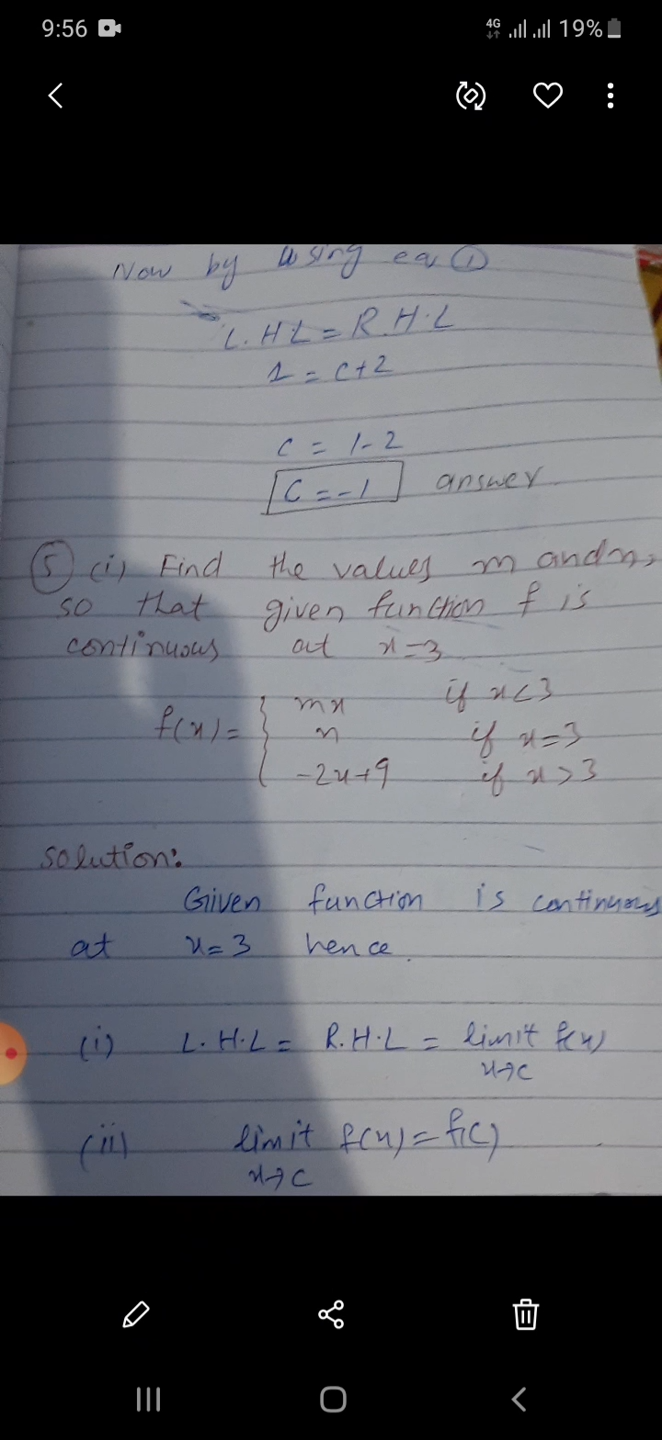 9:56
4G
19%
Now by using eq ①
L.H.L = R.H.L
1 = C+2
C = 1-2
C = -1 answer
⑤ (i) Find the values m and n,
so that given function f is
continuous at x=3
f(x) = { mx if x<3
n if x=3
-2x+9 if x>3
Solution:
Given function is continuous
at x=3 hence.
(i) L.H.L = R.H.L = limit f(x)
x→c
(ii) limit f(x) = f(c)
x→c